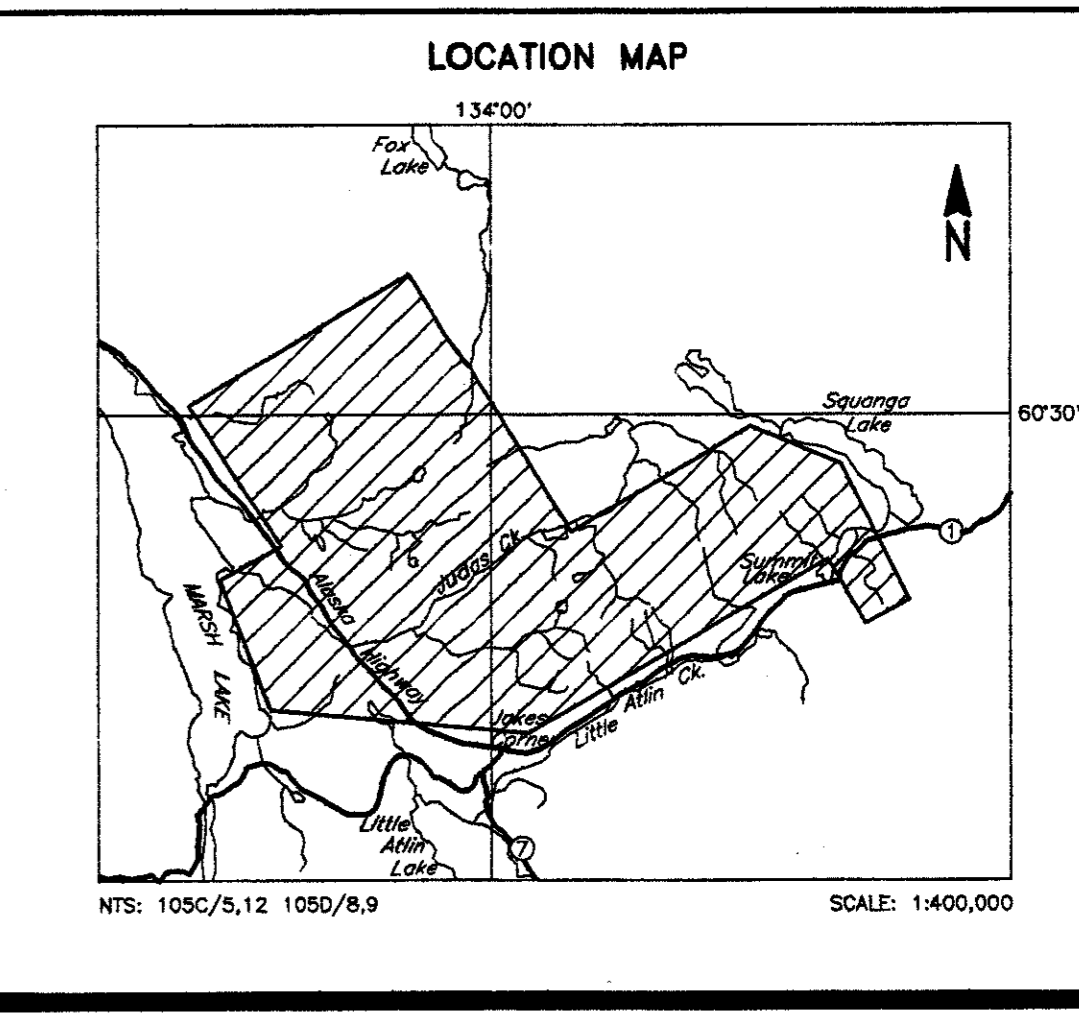 LOCATION MAP
134°00'
Fox
Lake
N
Squanga
Lake
60°30'
1
Judas Ck.
Summit
Lake
Alaska
Highway
MARSH LAKE
Jakes
Corner
Little Atlin Ck.
Little
Atlin
Lake
7
NTS: 105C/5,12 105D/8,9
SCALE: 1:400,000